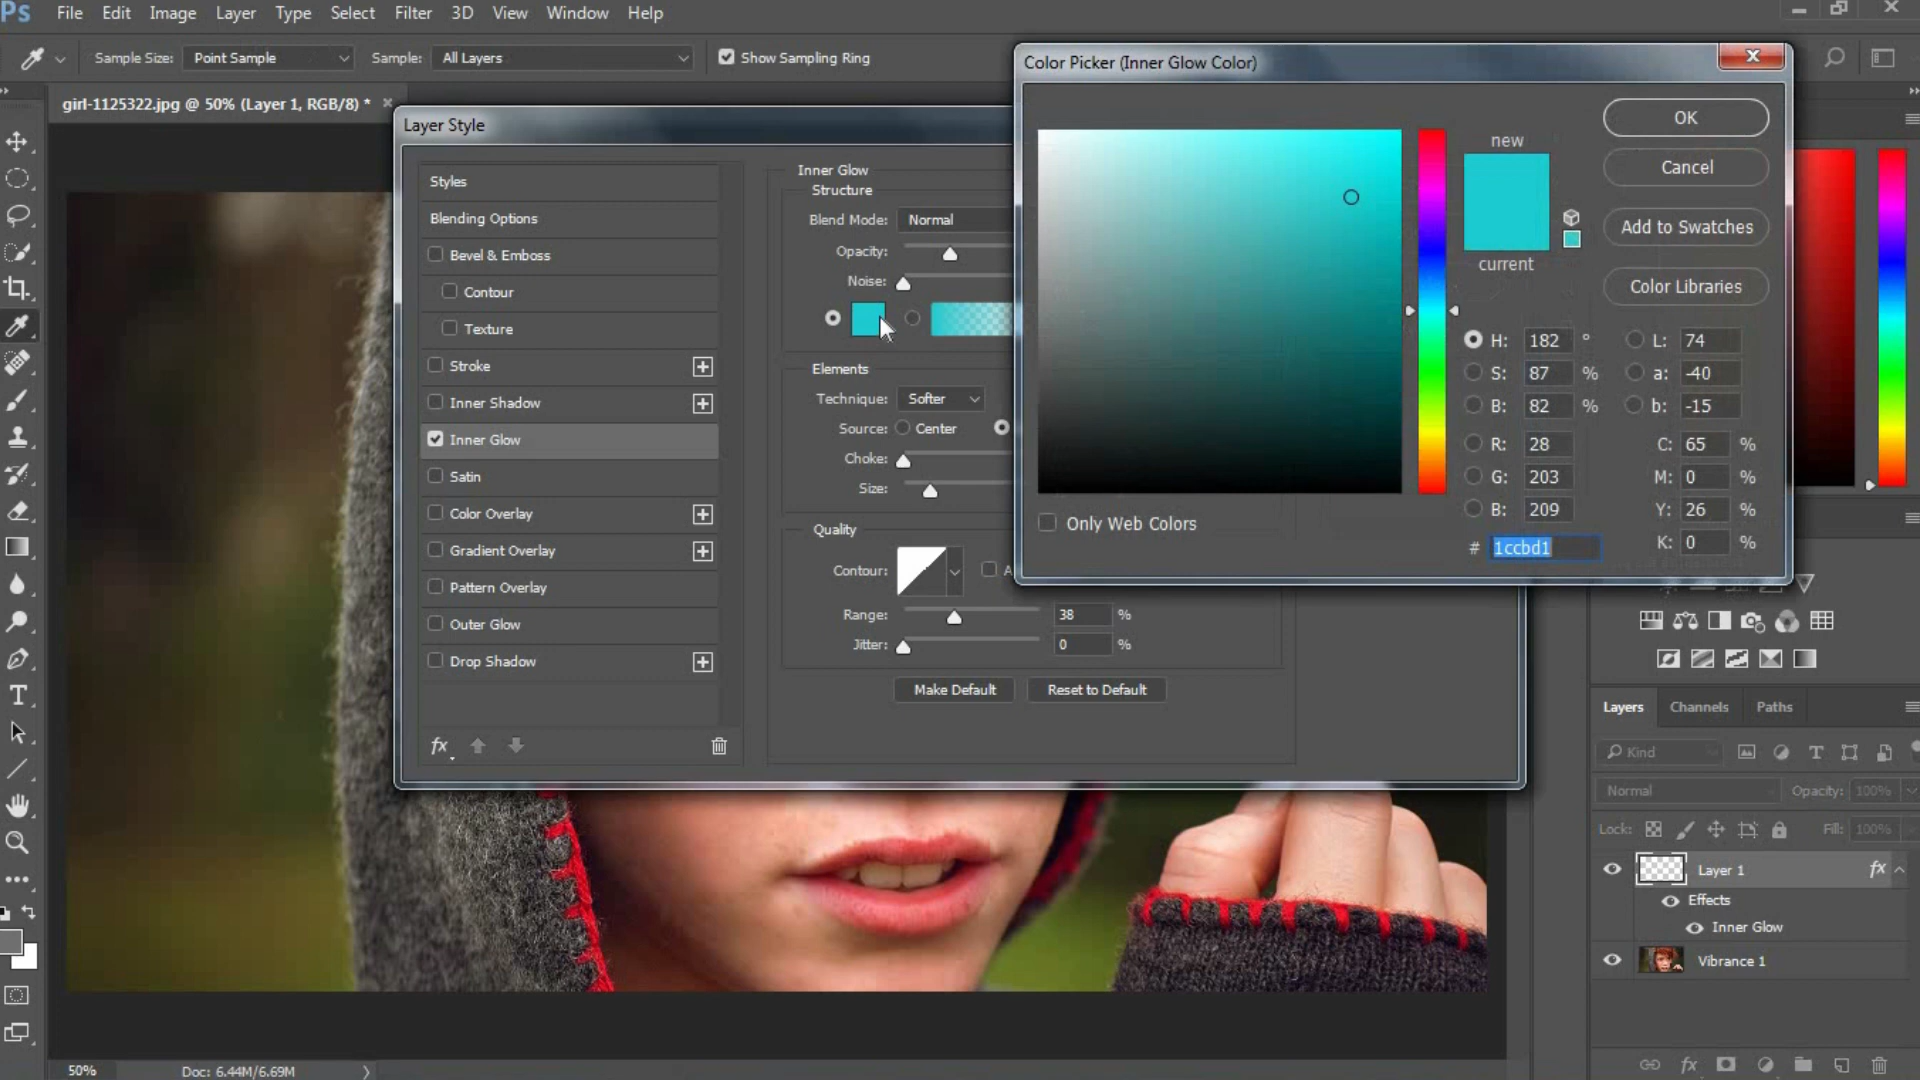 Ps File Edit Image Layer Type Select Filter 3D View Window Help
Sample Size: Point Sample Sample: All Layers Show Sampling Ring
girl-1125322.jpg @ 50% (Layer 1, RGB/8) *
Layer Style
Styles
Blending Options
Bevel & Emboss
Contour
Texture
Stroke
Inner Shadow
Inner Glow
Satin
Color Overlay
Gradient Overlay
Pattern Overlay
Outer Glow
Drop Shadow
fx
Inner Glow
Structure
Blend Mode: Normal
Opacity:
Noise:
Elements
Technique: Softer
Source: Center
Choke:
Size:
Quality
Contour: A
Range: 38 %
Jitter: 0 %
Make Default Reset to Default
Color Picker (Inner Glow Color)
new
current
OK
Cancel
Add to Swatches
Color Libraries
H: 182 ° L: 74
S: 87 % a: -40
B: 82 % b: -15
R: 28 C: 65 %
G: 203 M: 0 %
B: 209 Y: 26 %
# 1ccbd1 K: 0 %
Only Web Colors
Layers Channels Paths
Kind
Normal Opacity: 100%
Lock: Fill: 100%
Layer 1 fx
Effects
Inner Glow
Vibrance 1
fx
50% Doc: 6.44M/6.69M